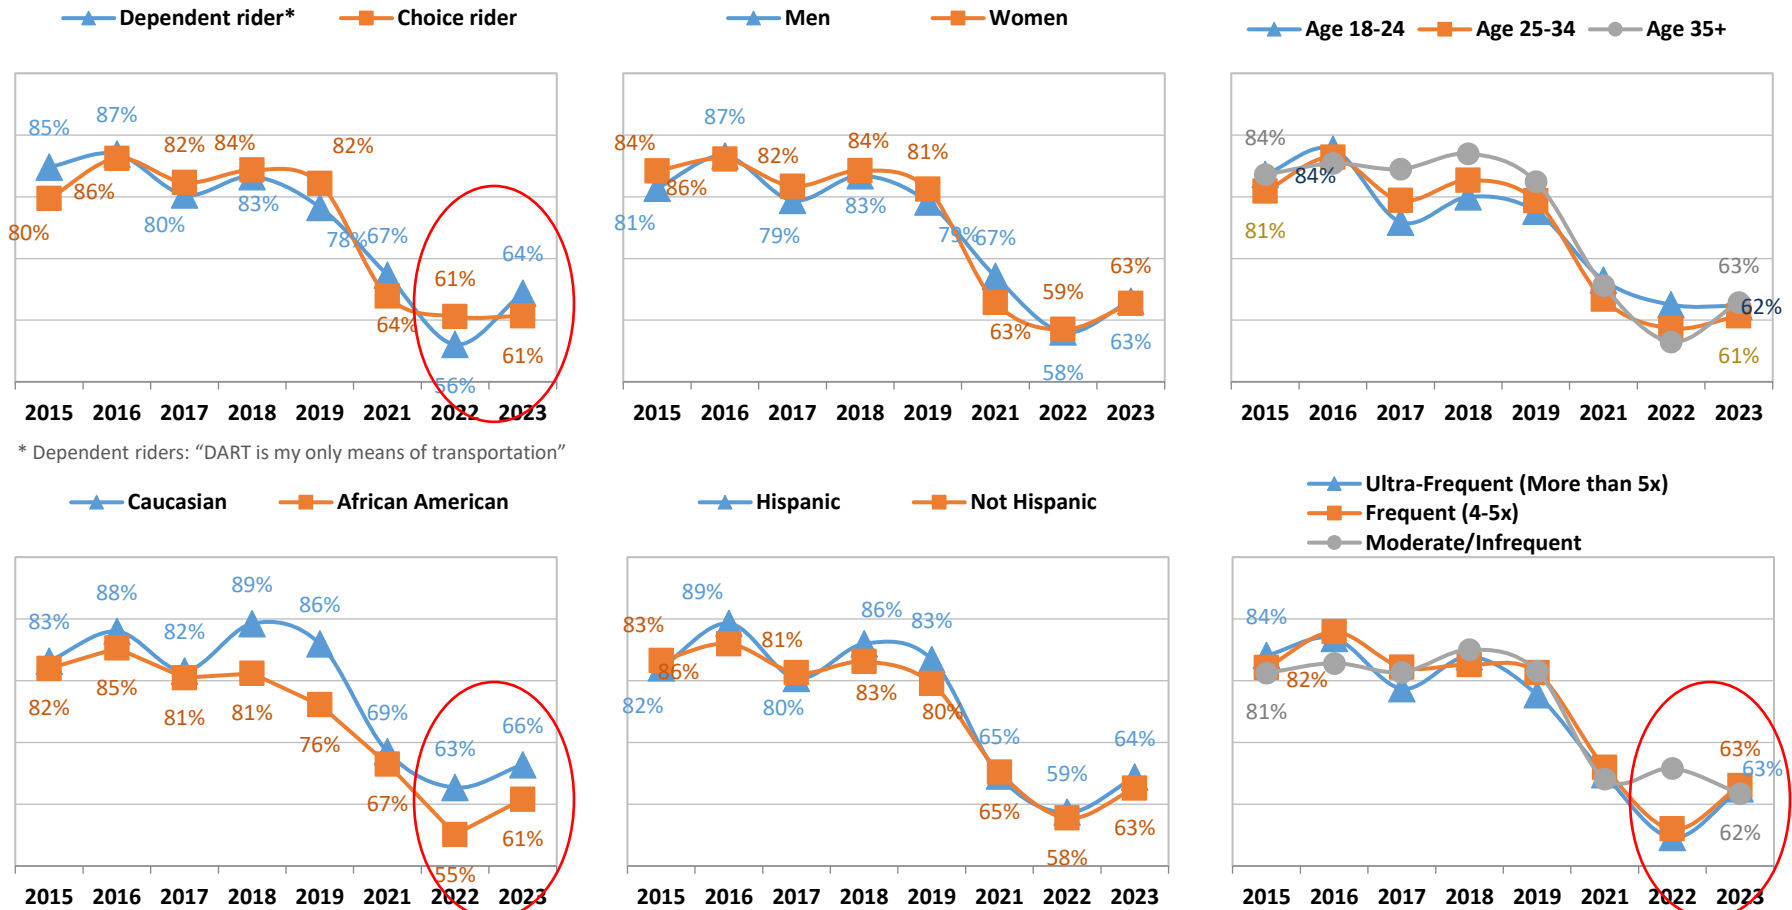 Dependent rider* Choice rider
85% 87% 82% 84% 82%
80% 86% 80% 83% 78% 67% 64% 61% 56% 64% 61%
2015 2016 2017 2018 2019 2021 2022 2023
* Dependent riders: “DART is my only means of transportation”
Men Women
84% 87% 82% 84% 81%
81% 86% 79% 83% 79% 67% 63% 59% 58% 63% 63%
2015 2016 2017 2018 2019 2021 2022 2023
Age 18-24 Age 25-34 Age 35+
84% 84% 81% 63% 62% 61%
2015 2016 2017 2018 2019 2021 2022 2023
Caucasian African American
83% 88% 82% 89% 86% 69% 63% 66%
82% 85% 81% 81% 76% 67% 55% 61%
2015 2016 2017 2018 2019 2021 2022 2023
Hispanic Not Hispanic
83% 89% 81% 86% 83% 65% 59% 64%
82% 86% 80% 83% 80% 65% 58% 63%
2015 2016 2017 2018 2019 2021 2022 2023
Ultra-Frequent (More than 5x)
Frequent (4-5x)
Moderate/Infrequent
84% 82% 81% 63% 63% 62%
2015 2016 2017 2018 2019 2021 2022 2023